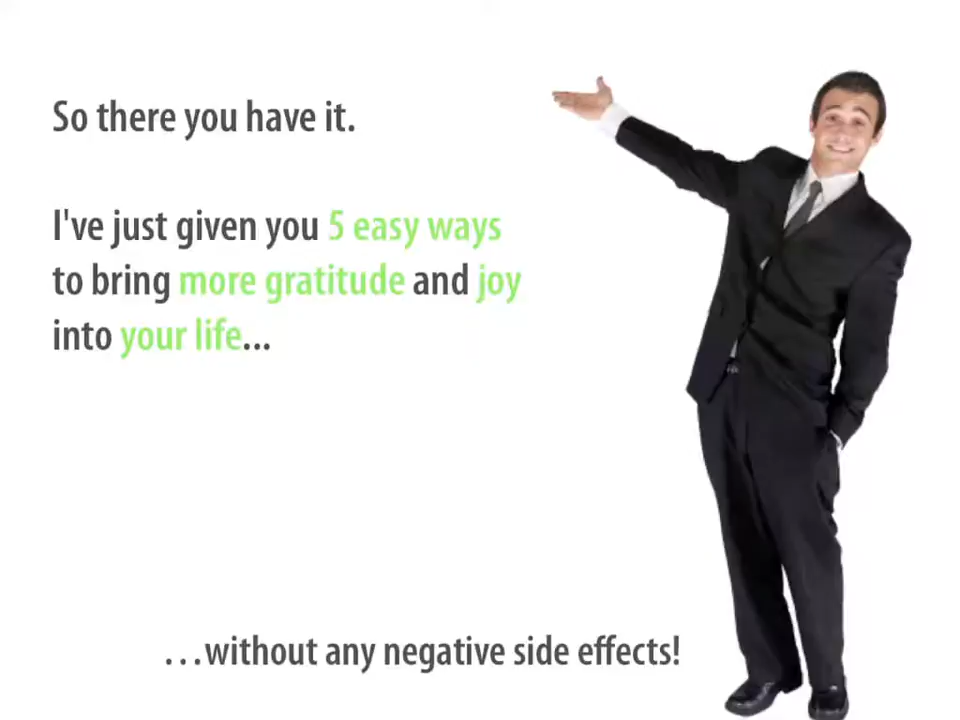 So there you have it.
I've just given you 5 easy ways
to bring more gratitude and joy
into your life...
...without any negative side effects!